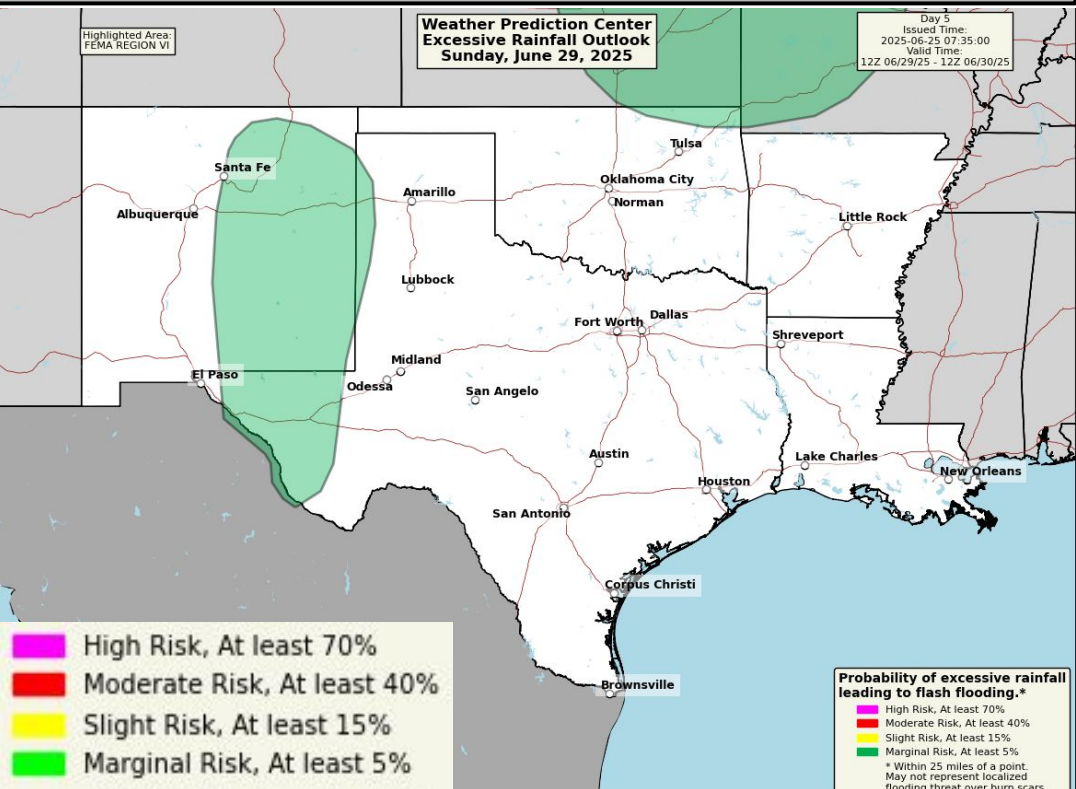 Highlighted Area:
FEMA REGION VI
Weather Prediction Center
Excessive Rainfall Outlook
Sunday, June 29, 2025
Day 5
Issued Time:
2025-06-25 07:35:00
Valid Time:
12Z 06/29/25 - 12Z 06/30/25
Tulsa
Santa Fe
Oklahoma City
Amarillo
Norman
Albuquerque
Little Rock
Lubbock
Fort Worth
Dallas
Shreveport
Midland
El Paso
Odessa
San Angelo
Austin
Lake Charles
New Orleans
Houston
San Antonio
Corpus Christi
Brownsville
High Risk, At least 70%
Moderate Risk, At least 40%
Slight Risk, At least 15%
Marginal Risk, At least 5%
Probability of excessive rainfall
leading to flash flooding.*
High Risk, At least 70%
Moderate Risk, At least 40%
Slight Risk, At least 15%
Marginal Risk, At least 5%
* Within 25 miles of a point.
May not represent localized
flooding threat over burn scars